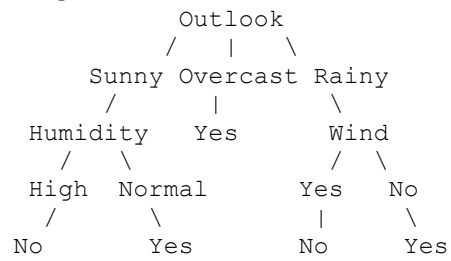 Outlook
/ | \
Sunny Overcast Rainy
/ | \
Humidity Yes Wind
/ \ / \
High Normal Yes No
/ \ | \
No Yes No Yes